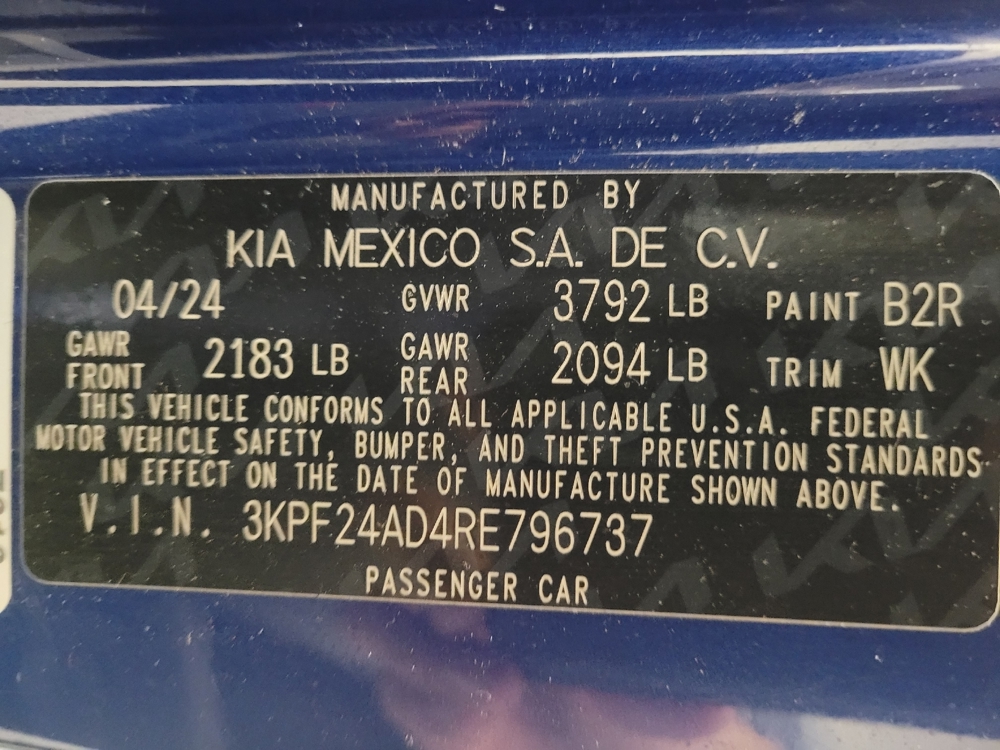 MANUFACTURED BY
KIA MEXICO S.A. DE C.V.
04/24 GVWR 3792 LB PAINT B2R
GAWR FRONT 2183 LB GAWR REAR 2094 LB TRIM WK
THIS VEHICLE CONFORMS TO ALL APPLICABLE U.S.A. FEDERAL
MOTOR VEHICLE SAFETY, BUMPER, AND THEFT PREVENTION STANDARDS
IN EFFECT ON THE DATE OF MANUFACTURE SHOWN ABOVE.
V.I.N. 3KPF24AD4RE796737
PASSENGER CAR